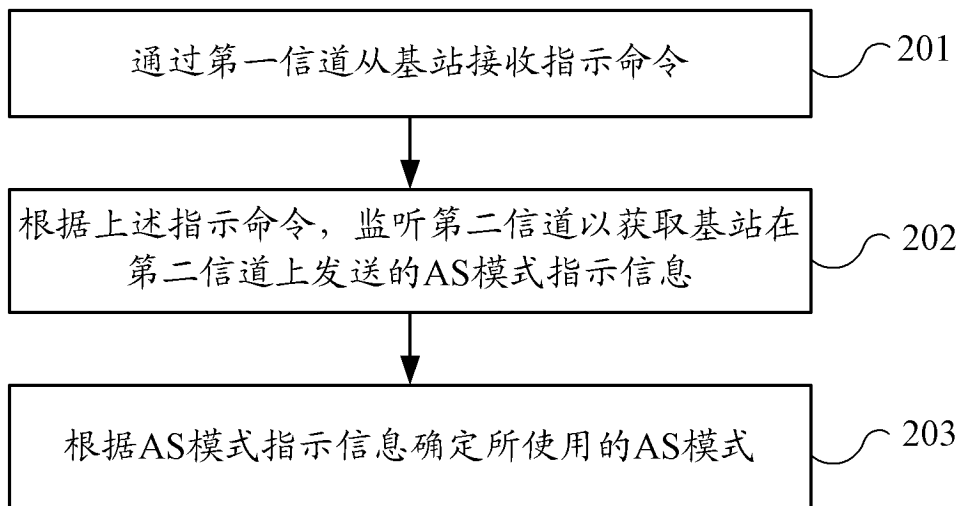 通过第一信道从基站接收指示命令
201
根据上述指示命令，监听第二信道以获取基站在
第二信道上发送的AS模式指示信息
202
根据AS模式指示信息确定所使用的AS模式
203